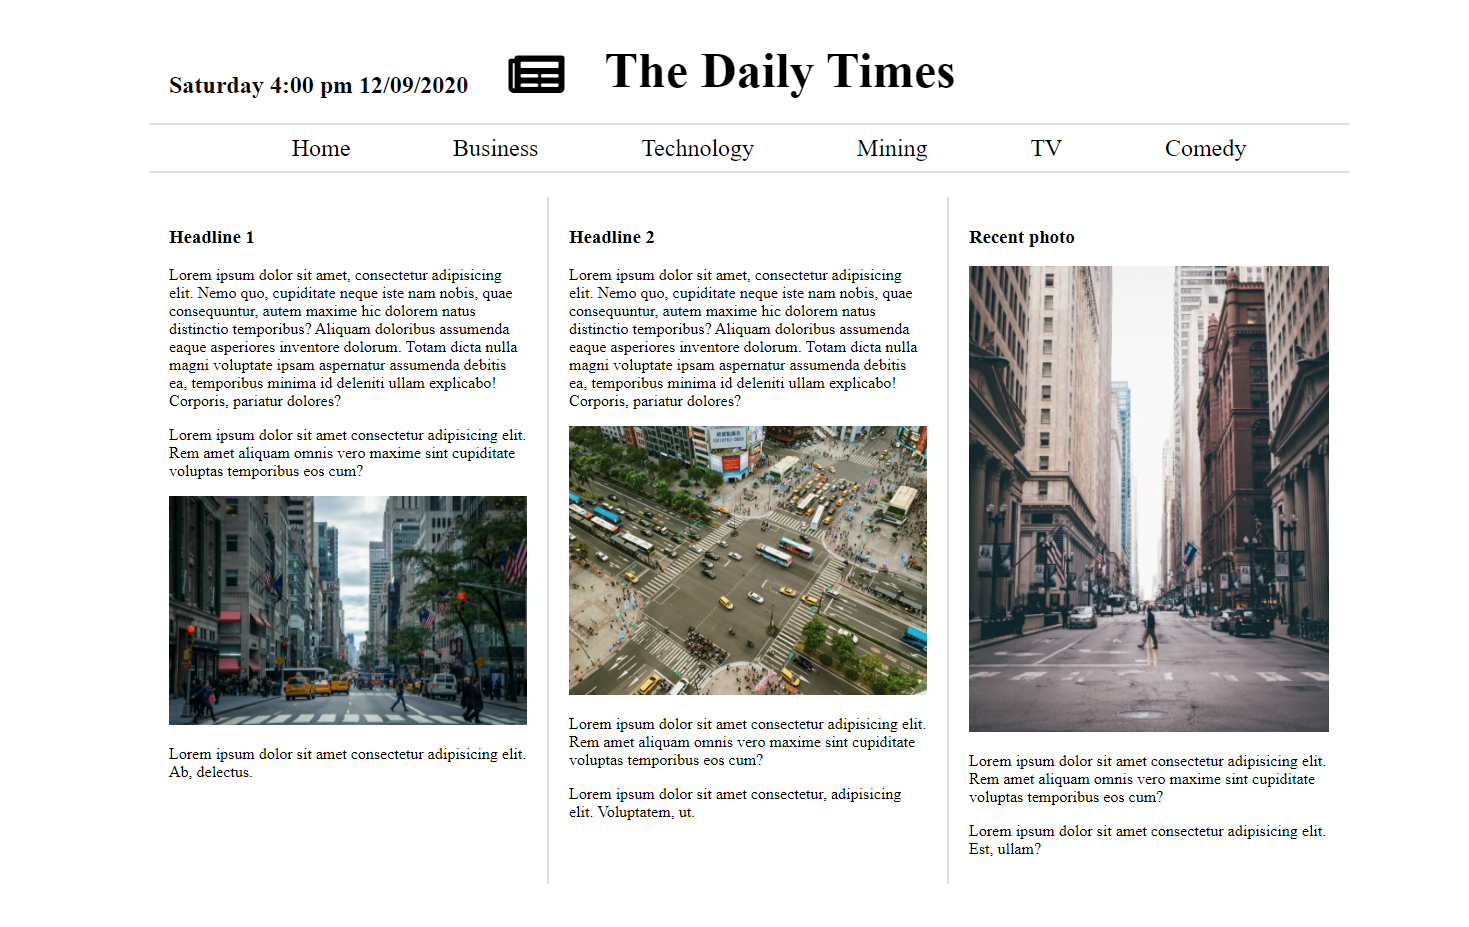 Saturday 4:00 pm 12/09/2020
The Daily Times
Home Business Technology Mining TV Comedy
Headline 1
Lorem ipsum dolor sit amet, consectetur adipisicing
elit. Nemo quo, cupiditate neque iste nam nobis, quae
consequuntur, autem maxime hic dolorem natus
distinctio temporibus? Aliquam doloribus assumenda
eaque asperiores inventore dolorum. Totam dicta nulla
magni voluptate ipsam aspernatur assumenda debitis
ea, temporibus minima id deleniti ullam explicabo!
Corporis, pariatur dolores?
Lorem ipsum dolor sit amet consectetur adipisicing elit.
Rem amet aliquam omnis vero maxime sint cupiditate
voluptas temporibus eos cum?
Lorem ipsum dolor sit amet consectetur adipisicing elit.
Ab, delectus.
Headline 2
Lorem ipsum dolor sit amet, consectetur adipisicing
elit. Nemo quo, cupiditate neque iste nam nobis, quae
consequuntur, autem maxime hic dolorem natus
distinctio temporibus? Aliquam doloribus assumenda
eaque asperiores inventore dolorum. Totam dicta nulla
magni voluptate ipsam aspernatur assumenda debitis
ea, temporibus minima id deleniti ullam explicabo!
Corporis, pariatur dolores?
Lorem ipsum dolor sit amet consectetur adipisicing elit.
Rem amet aliquam omnis vero maxime sint cupiditate
voluptas temporibus eos cum?
Lorem ipsum dolor sit amet consectetur, adipisicing
elit. Voluptatem, ut.
Recent photo
Lorem ipsum dolor sit amet consectetur adipisicing elit.
Rem amet aliquam omnis vero maxime sint cupiditate
voluptas temporibus eos cum?
Lorem ipsum dolor sit amet consectetur adipisicing elit.
Est, ullam?